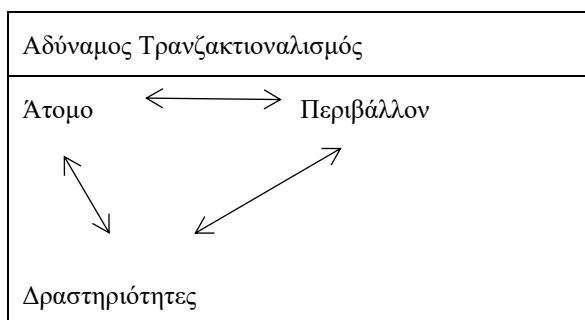 Αδύναμος Τρανζακτιοναλισμός
Άτομο Περιβάλλον
Δραστηριότητες